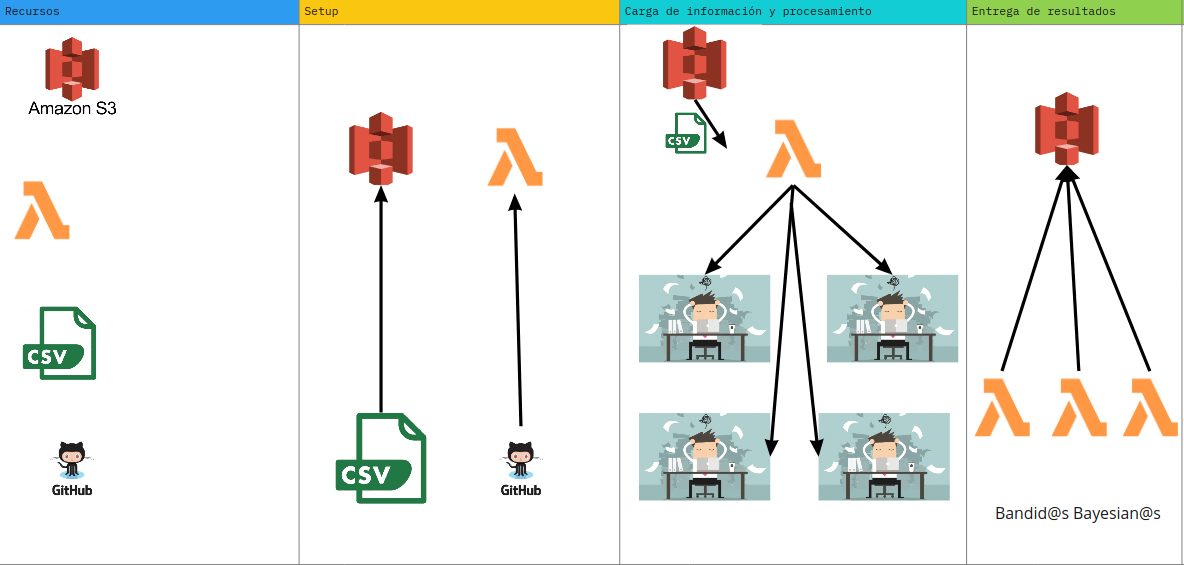 Recursos
Setup
Carga de información y procesamiento
Entrega de resultados
Amazon S3
CSV
GitHub
CSV
GitHub
CSV
Bandid@s Bayesian@s